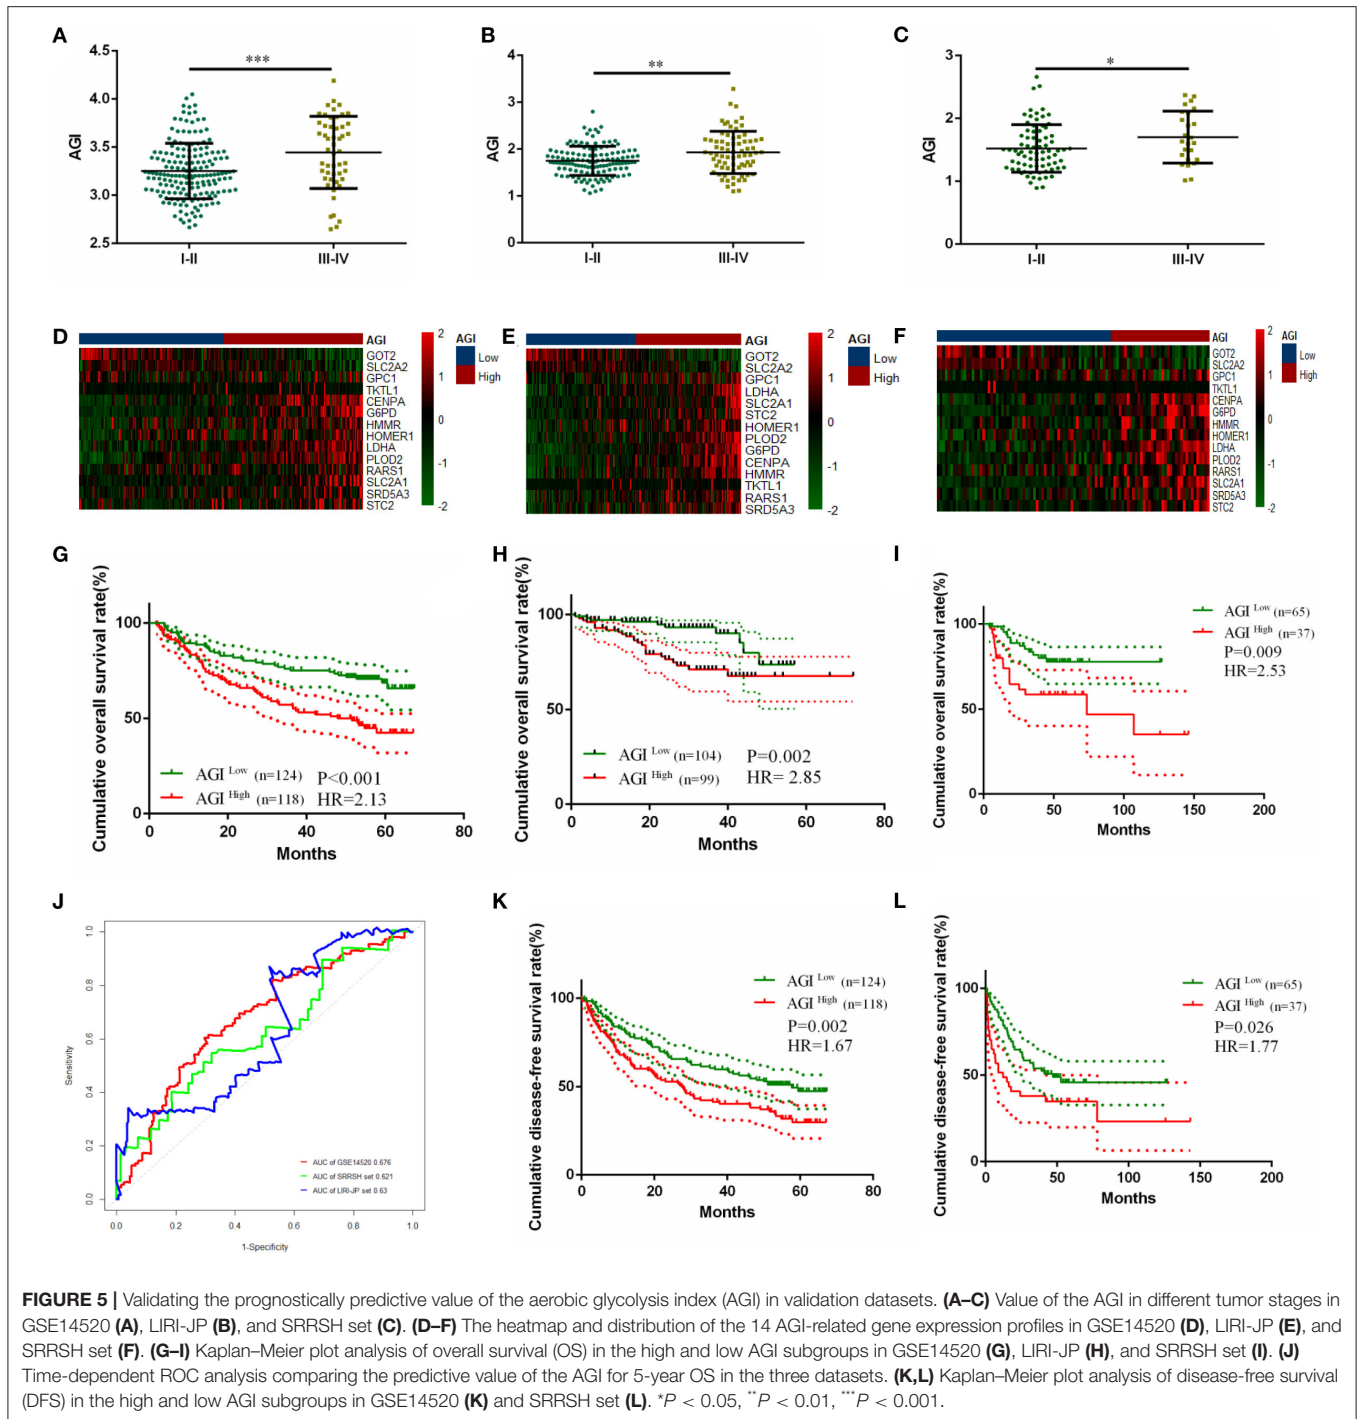 A
4.5
4.0
3.5
3.0
2.5
AGI
***
I-II
III-IV
B
4
3
2
1
0
AGI
**
I-II
III-IV
C
3
2
1
0
AGI
*
I-II
III-IV
D
AGI
GOT2
SLC2A2
GPC1
TKTL1
CENPA
G6PD
HMMR
HOMER1
LDHA
PLOD2
RARS1
SLC2A1
SRD5A3
STC2
2
1
0
-1
-2
AGI
Low
High
E
AGI
GOT2
SLC2A2
GPC1
LDHA
SLC2A1
STC2
HOMER1
PLOD2
G6PD
CENPA
HMMR
TKTL1
RARS1
SRD5A3
2
1
0
-1
-2
AGI
Low
High
F
AGI
GOT2
SLC2A2
GPC1
TKTL1
CENPA
G6PD
HMMR
HOMER1
LDHA
PLOD2
RARS1
SLC2A1
SRD5A3
STC2
2
1
0
-1
-2
AGI
Low
High
G
Cumulative overall survival rate(%)
100
50
0
AGI Low (n=124) P<0.001
AGI High (n=118) HR=2.13
0 20 40 60 80
Months
H
Cumulative overall survival rate(%)
100
50
0
AGI Low (n=104) P=0.002
AGI High (n=99) HR= 2.85
0 20 40 60 80
Months
I
Cumulative overall survival rate(%)
100
50
0
AGI Low (n=65)
AGI High (n=37)
P=0.009
HR=2.53
0 50 100 150 200
Months
J
Sensitivity
1.0
0.8
0.6
0.4
0.2
0.0
AUC of GSE14520 0.676
AUC of SRRSH set 0.621
AUC of LIRI-JP set 0.63
0.0 0.2 0.4 0.6 0.8 1.0
1-Specificity
K
Cumulative disease-free survival rate(%)
100
50
0
AGI Low (n=124)
AGI High (n=118)
P=0.002
HR=1.67
0 20 40 60 80
Months
L
Cumulative disease-free survival rate(%)
100
50
0
AGI Low (n=65)
AGI High (n=37)
P=0.026
HR=1.77
0 50 100 150 200
Months
FIGURE 5 | Validating the prognostically predictive value of the aerobic glycolysis index (AGI) in validation datasets. (A–C) Value of the AGI in different tumor stages in
GSE14520 (A), LIRI-JP (B), and SRRSH set (C). (D–F) The heatmap and distribution of the 14 AGI-related gene expression profiles in GSE14520 (D), LIRI-JP (E), and
SRRSH set (F). (G–I) Kaplan–Meier plot analysis of overall survival (OS) in the high and low AGI subgroups in GSE14520 (G), LIRI-JP (H), and SRRSH set (I). (J)
Time-dependent ROC analysis comparing the predictive value of the AGI for 5-year OS in the three datasets. (K,L) Kaplan–Meier plot analysis of disease-free survival
(DFS) in the high and low AGI subgroups in GSE14520 (K) and SRRSH set (L). *P < 0.05, **P < 0.01, ***P < 0.001.